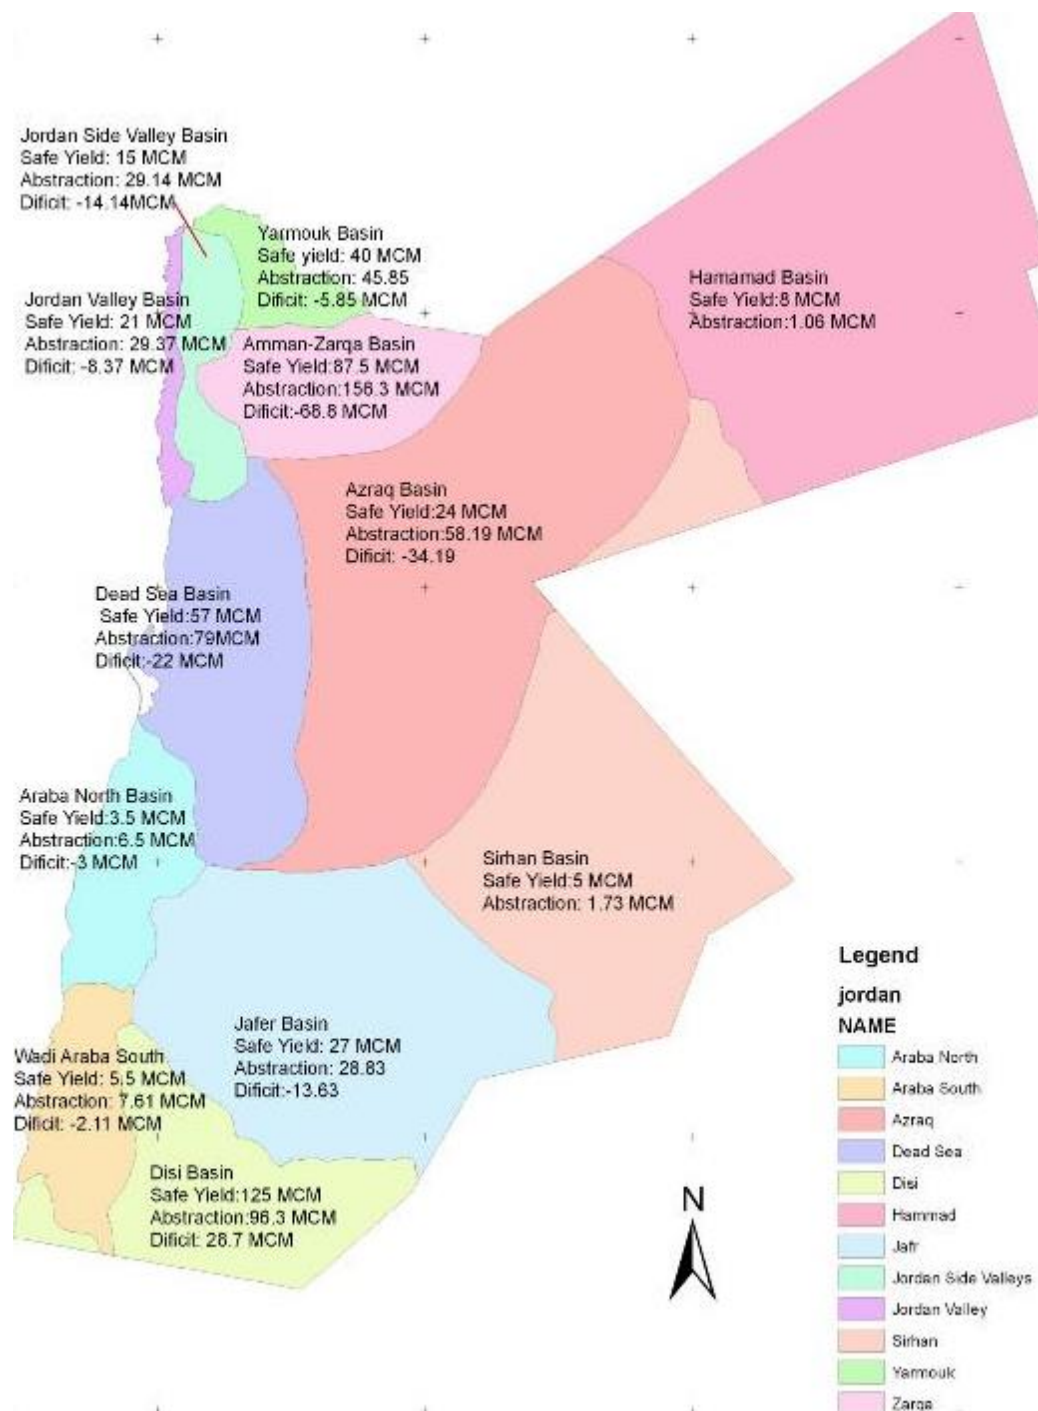 Jordan Side Valley Basin
Safe Yield: 15 MCM
Abstraction: 29.14 MCM
Dificit: -14.14MCM
Yarmouk Basin
Safe yield: 40 MCM
Abstraction: 45.85
Dificit: -5.85 MCM
Hamamad Basin
Safe Yield:8 MCM
Abstraction:1.06 MCM
Jordan Valley Basin
Safe Yield: 21 MCM
Abstraction: 29.37 MCM
Dificit: -8.37 MCM
Amman-Zarqa Basin
Safe Yield:87.5 MCM
Abstraction:156.3 MCM
Dificit:-68.8 MCM
Azraq Basin
Safe Yield:24 MCM
Abstraction:58.19 MCM
Dificit: -34.19
Dead Sea Basin
Safe Yield:57 MCM
Abstraction:79MCM
Dificit:-22 MCM
Araba North Basin
Safe Yield:3.5 MCM
Abstraction:6.5 MCM
Dificit:-3 MCM
Sirhan Basin
Safe Yield:5 MCM
Abstraction: 1.73 MCM
Jafer Basin
Safe Yield: 27 MCM
Abstraction: 28.83
Dificit:-13.63
Wadi Araba South
Safe Yield: 5.5 MCM
Abstraction: 7.61 MCM
Dificit: -2.11 MCM
Disi Basin
Safe Yield:125 MCM
Abstraction:96.3 MCM
Dificit: 28.7 MCM
N
Legend
jordan
NAME
Araba North
Araba South
Azraq
Dead Sea
Disi
Hammad
Jafr
Jordan Side Valleys
Jordan Valley
Sirhan
Yarmouk
Zarqa